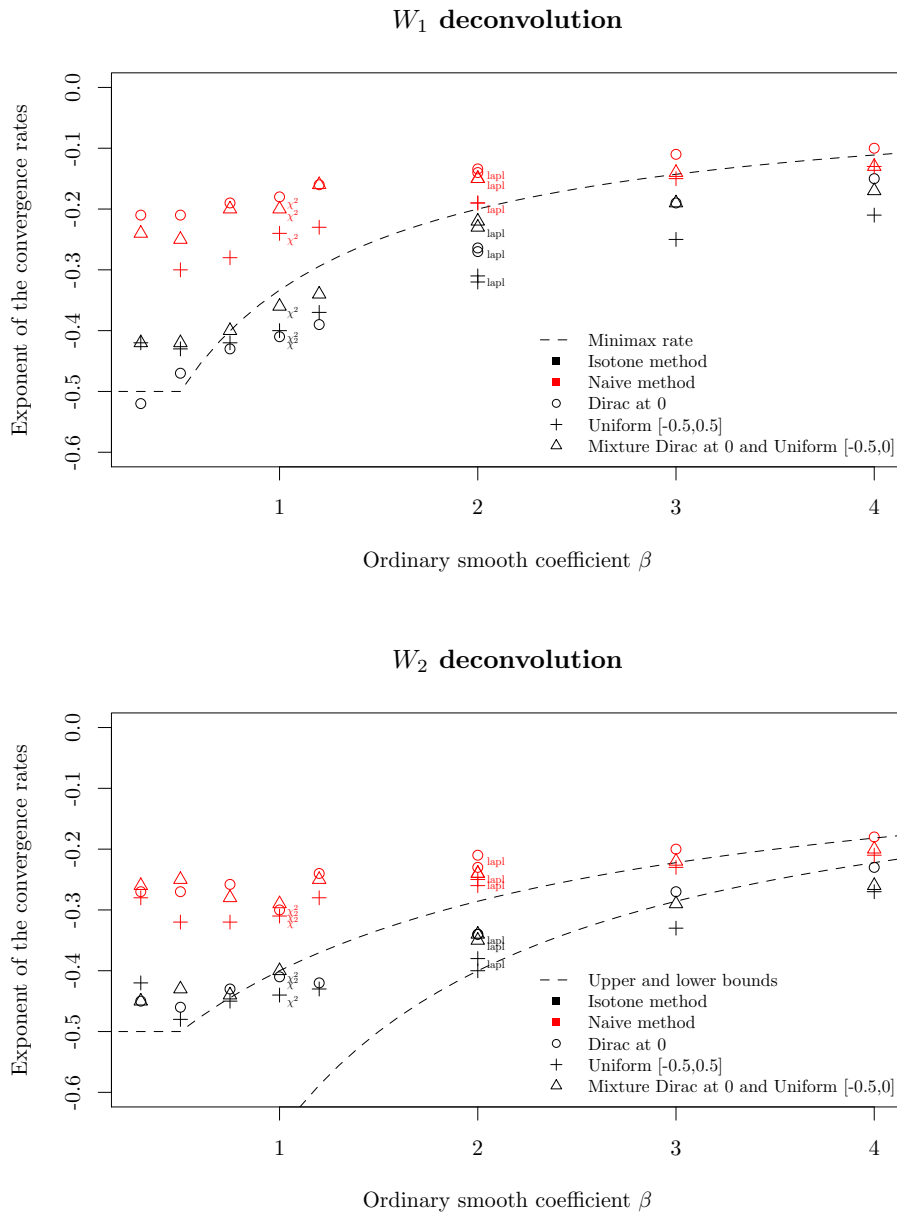 W₁ deconvolution
Exponent of the convergence rates
0.0
-0.1
-0.2
-0.3
-0.4
-0.5
-0.6
lapl
lapl
χ²
χ²
lapl
χ²
lapl
lapl
lapl
χ²
χ²
χ²
Minimax rate
Isotone method
Naive method
Dirac at 0
Uniform [-0.5,0.5]
Mixture Dirac at 0 and Uniform [-0.5,0]
1 2 3 4
Ordinary smooth coefficient β
W₂ deconvolution
Exponent of the convergence rates
0.0
-0.1
-0.2
-0.3
-0.4
-0.5
-0.6
lapl
lapl
lapl
χ²
χ²
lapl
lapl
lapl
χ²
χ²
χ²
Upper and lower bounds
Isotone method
Naive method
Dirac at 0
Uniform [-0.5,0.5]
Mixture Dirac at 0 and Uniform [-0.5,0]
1 2 3 4
Ordinary smooth coefficient β